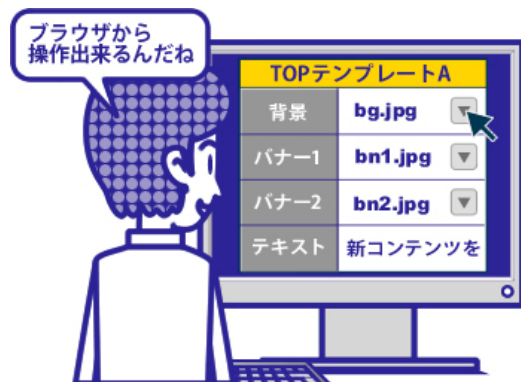 ブラウザから
操作出来るんだね
TOPテンプレートA
背景 bg.jpg
バナー1 bn1.jpg
バナー2 bn2.jpg
テキスト 新コンテンツを